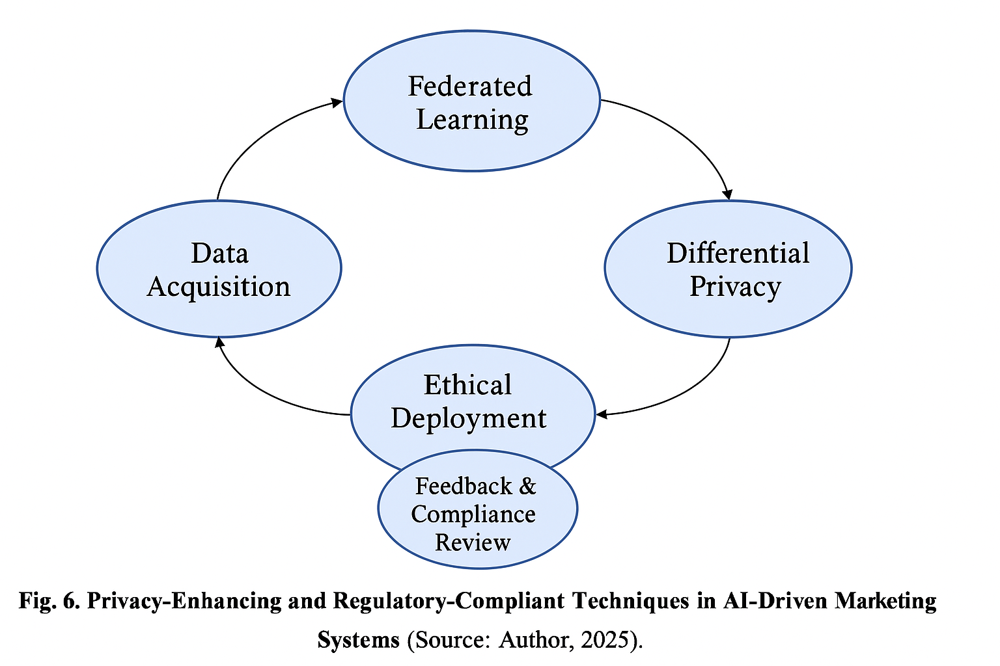 Federated
Learning
Data
Acquisition
Differential
Privacy
Ethical
Deployment
Feedback &
Compliance
Review
Fig. 6. Privacy-Enhancing and Regulatory-Compliant Techniques in AI-Driven Marketing
Systems (Source: Author, 2025).